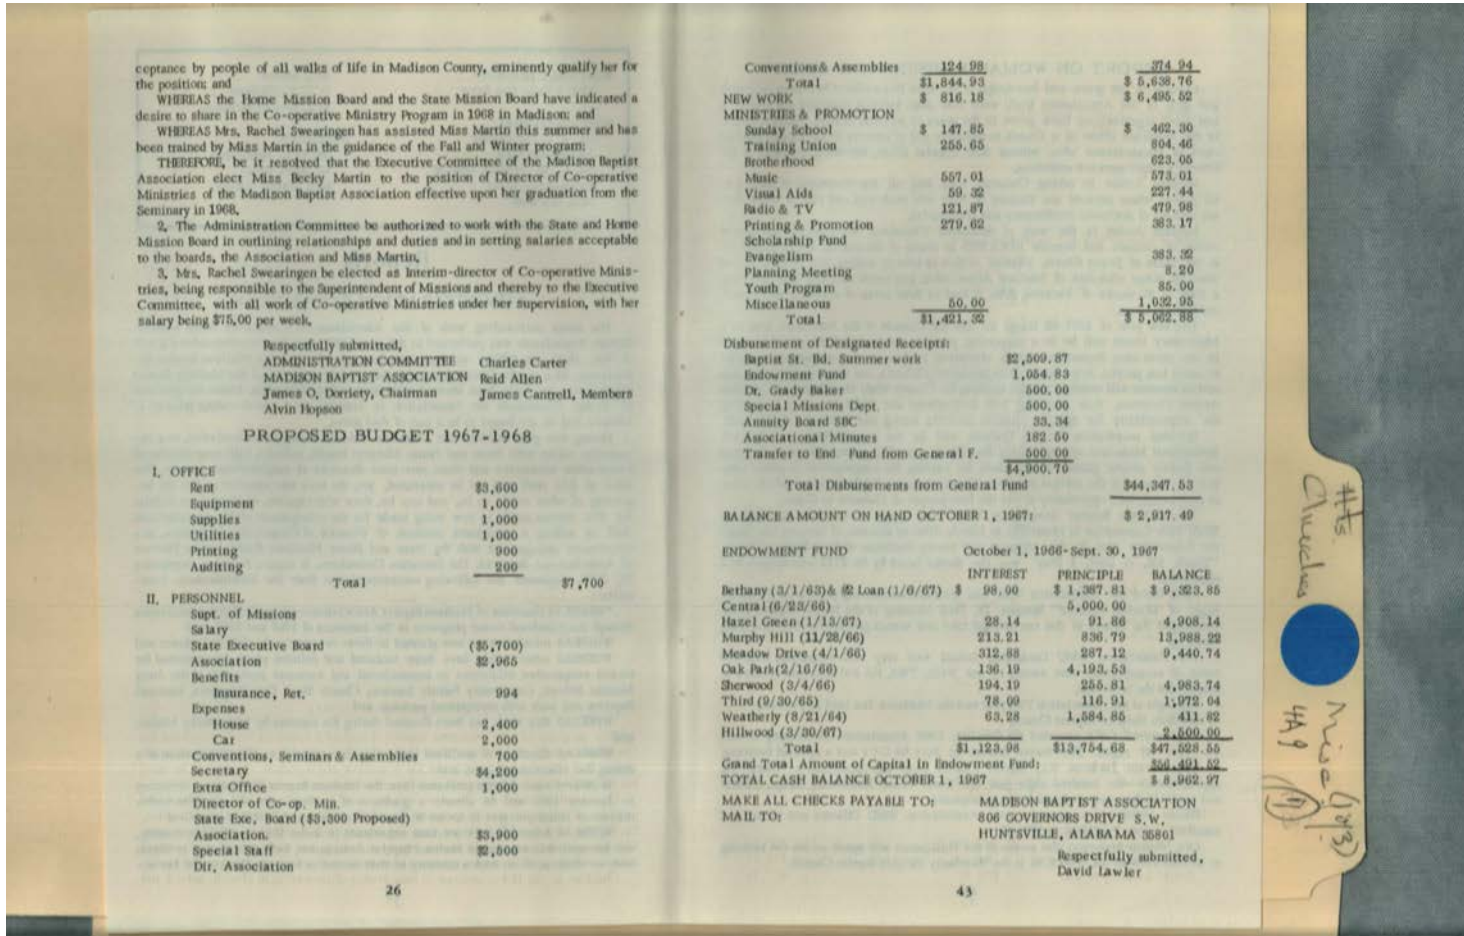 ceptance by people of all walks of life in Madison County, eminently qualify her for
the position; and
WHEREAS the Home Mission Board and the State Mission Board have indicated a
desire to share in the Co-operative Ministry Program in 1968 in Madison; and
WHEREAS Mrs. Rachel Swearingen has assisted Miss Martin this summer and has
been trained by Miss Martin in the guidance of the Fall and Winter program;
THEREFORE, be it resolved that the Executive Committee of the Madison Baptist
Association elect Miss Becky Martin to the position of Director of Co-operative
Ministries of the Madison Baptist Association effective upon her graduation from the
Seminary in 1968.
2. The Administration Committee be authorized to work with the State and Home
Mission Board in outlining relationships and duties and in setting salaries acceptable
to the boards, the Association and Miss Martin.
3. Mrs. Rachel Swearingen be elected as Interim-director of Co-operative Minis-
tries, being responsible to the Superintendent of Missions and thereby to the Executive
Committee, with all work of Co-operative Ministries under her supervision, with her
salary being $75.00 per week.
Respectfully submitted,
ADMINISTRATION COMMITTEE Charles Carter
MADISON BAPTIST ASSOCIATION Reid Allen
James O. Dorriety, Chairman James Cantrell, Members
Alvin Hopson
PROPOSED BUDGET 1967-1968
I. OFFICE
Rent $3,600
Equipment 1,000
Supplies 1,000
Utilities 1,000
Printing 900
Auditing 200
Total $7,700
II. PERSONNEL
Supt. of Missions
Salary
State Executive Board ($5,700)
Association $2,965
Benefits
Insurance, Ret. 994
Expenses
House 2,400
Car 2,000
Conventions, Seminars & Assemblies 700
Secretary $4,200
Extra Office 1,000
Director of Co-op. Min.
State Exe. Board ($3,300 Proposed)
Association. $3,900
Special Staff $2,500
Dir. Association
26
Conventions & Assemblies 124.98 374.94
Total $1,844.93 $ 5,638.76
NEW WORK $ 816.18 $ 6,495.52
MINISTRIES & PROMOTION
Sunday School $ 147.85 $ 462.30
Training Union 255.65 804.46
Brotherhood 623.05
Music 557.01 573.01
Visual Aids 59.32 227.44
Radio & TV 121.87 479.98
Printing & Promotion 279.62 383.17
Scholarship Fund
Evangelism 383.32
Planning Meeting 8.20
Youth Program 85.00
Miscellaneous 50.00 1,032.95
Total $1,421.32 $ 5,062.88
Disbursement of Designated Receipts:
Baptist St. Bd. Summer work $2,509.87
Endowment Fund 1,054.83
Dr. Grady Baker 500.00
Special Missions Dept. 500.00
Annuity Board SBC 33.34
Associational Minutes 182.50
Transfer to End. Fund from General F. 500.00
$4,900.70
Total Disbursements from General Fund $44,347.53
BALANCE AMOUNT ON HAND OCTOBER 1, 1967: $ 2,917.49
ENDOWMENT FUND October 1, 1966-Sept. 30, 1967
INTEREST PRINCIPLE BALANCE
Bethany (3/1/63)& #2 Loan (1/6/67) $ 98.00 $ 1,387.81 $ 9,323.85
Central (6/23/66) 5,000.00
Hazel Green (1/13/67) 28.14 91.86 4,908.14
Murphy Hill (11/28/66) 213.21 836.79 13,988.22
Meadow Drive (4/1/66) 312.88 287.12 9,440.74
Oak Park (2/16/66) 136.19 4,193.53
Sherwood (3/4/66) 194.19 255.81 4,983.74
Third (9/30/65) 78.09 116.91 1,972.04
Weatherly (8/21/64) 63.28 1,584.85 411.82
Hillwood (3/30/67) 2,500.00
Total $1,123.98 $13,754.68 $47,528.55
Grand Total Amount of Capital in Endowment Fund: $56,491.52
TOTAL CASH BALANCE OCTOBER 1, 1967 $ 8,962.97
MAKE ALL CHECKS PAYABLE TO: MADISON BAPTIST ASSOCIATION
MAIL TO: 806 GOVERNORS DRIVE S.W.
HUNTSVILLE, ALABAMA 35801
Respectfully submitted,
David Lawler
43
Churches
Misc